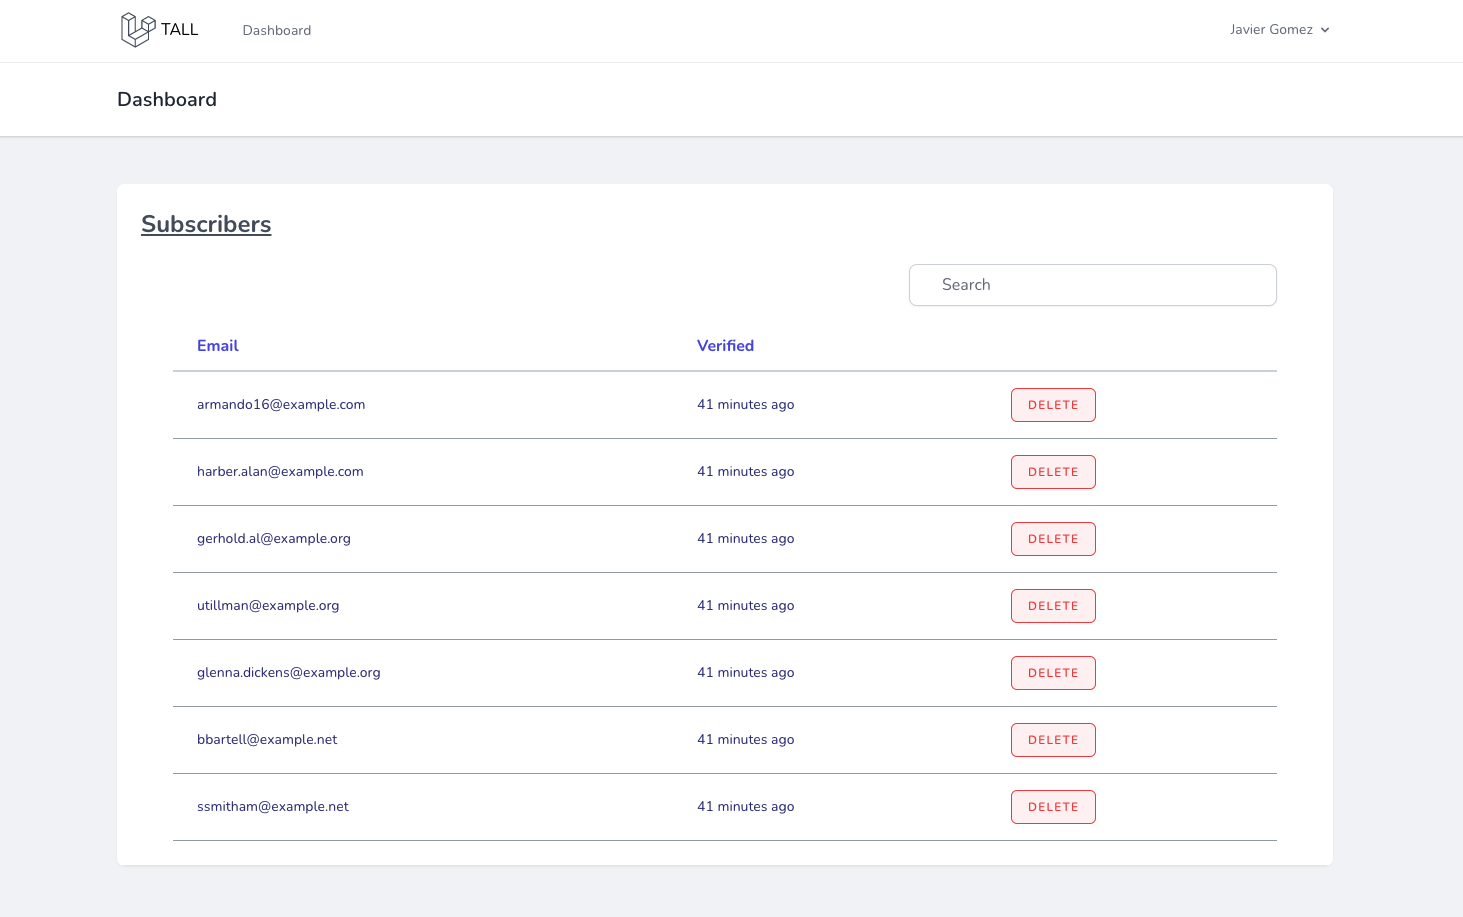 TALL Dashboard Javier Gomez
Dashboard
Subscribers
Search
Email Verified
armando16@example.com 41 minutes ago DELETE
harber.alan@example.com 41 minutes ago DELETE
gerhold.al@example.org 41 minutes ago DELETE
utillman@example.org 41 minutes ago DELETE
glenna.dickens@example.org 41 minutes ago DELETE
bbartell@example.net 41 minutes ago DELETE
ssmitham@example.net 41 minutes ago DELETE